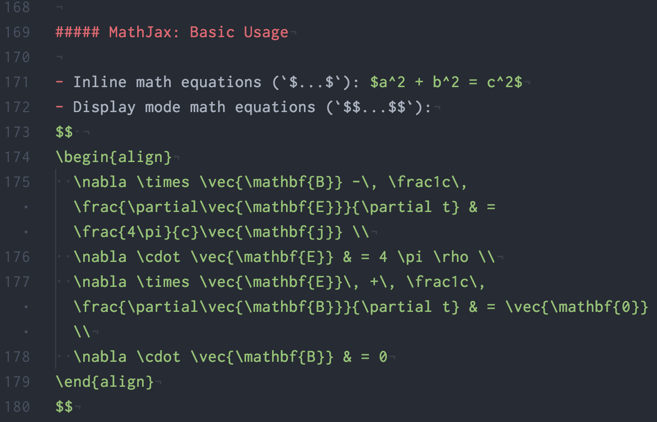 168
169 ##### MathJax: Basic Usage
170
171 - Inline math equations (`$...$`): $a^2 + b^2 = c^2$
172 - Display mode math equations (`$$...$$`):
173 $$
174 \begin{align}
175 \nabla \times \vec{\mathbf{B}} -\, \frac1c\,
\frac{\partial\vec{\mathbf{E}}}{\partial t} & =
\frac{4\pi}{c}\vec{\mathbf{j}} \\
176 \nabla \cdot \vec{\mathbf{E}} & = 4 \pi \rho \\
177 \nabla \times \vec{\mathbf{E}}\, +\, \frac1c\,
\frac{\partial\vec{\mathbf{B}}}{\partial t} & = \vec{\mathbf{0}}
\\
178 \nabla \cdot \vec{\mathbf{B}} & = 0
179 \end{align}
180 $$